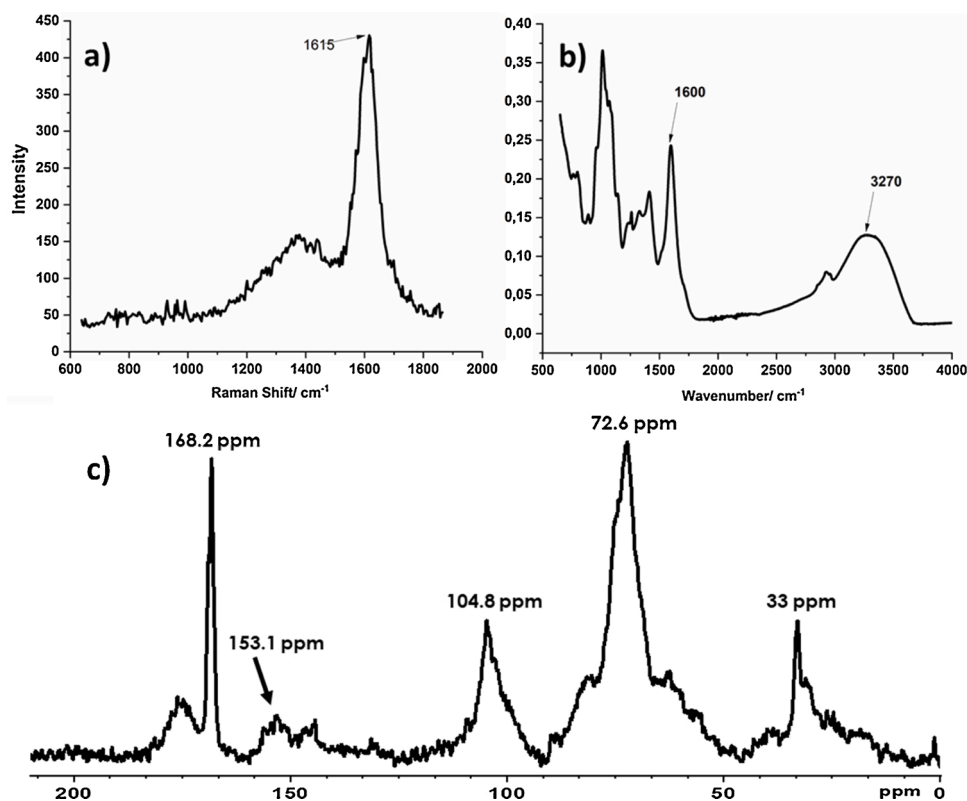 a)
1615
450
400
350
300
250
200
150
100
50
0
Intensity
600 800 1000 1200 1400 1600 1800 2000
Raman Shift/ cm-1
b)
1600
3270
0,40
0,35
0,30
0,25
0,20
0,15
0,10
0,05
0,00
500 1000 1500 2000 2500 3000 3500 4000
Wavenumber/ cm-1
c)
168.2 ppm
153.1 ppm
104.8 ppm
72.6 ppm
33 ppm
200 150 100 50 ppm 0